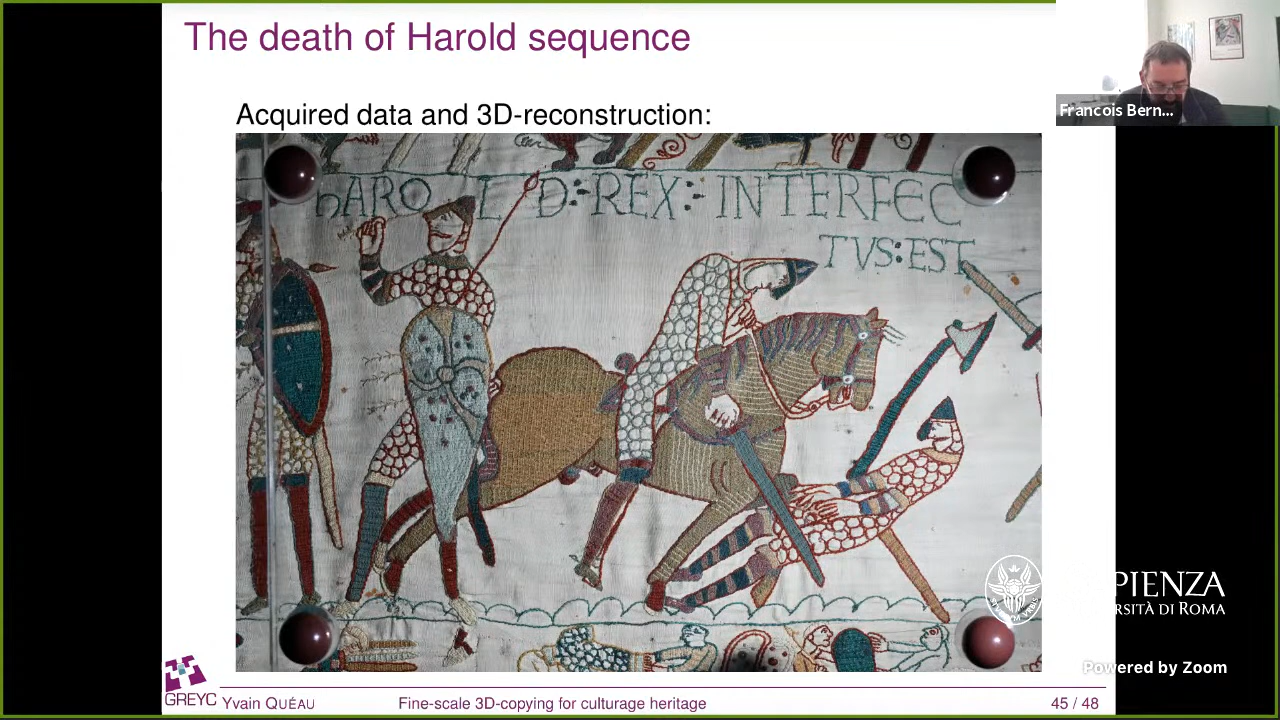 The death of Harold sequence
Francois Bern...
Acquired data and 3D-reconstruction:
hARO L D:REX: INTERFEC
TVS:EST
PIENZA
RSITÀ DI ROMA
Powered by Zoom
GREYC
Yvain QUÉAU
Fine-scale 3D-copying for culturage heritage
45 / 48